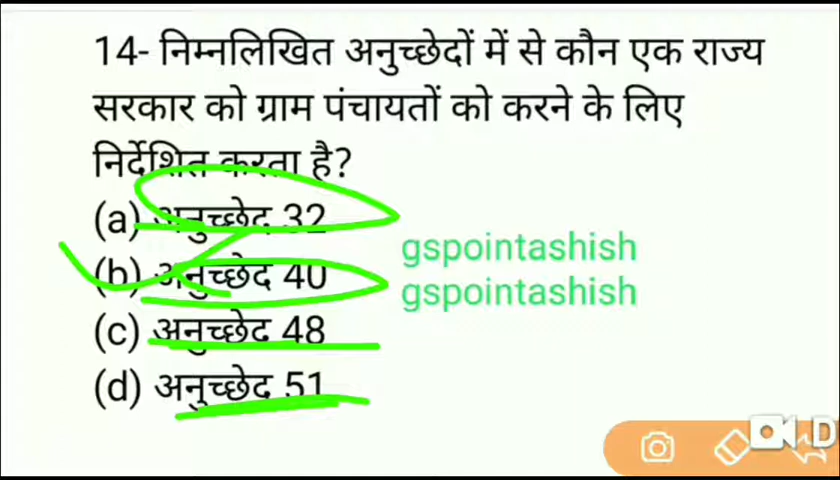 14- निम्नलिखित अनुच्छेदों में से कौन एक राज्य
सरकार को ग्राम पंचायतों को करने के लिए
निर्देशित करता है?
(a) अनुच्छेद 32
(b) अनुच्छेद 40
(c) अनुच्छेद 48
(d) अनुच्छेद 51
gspointashish
gspointashish
D